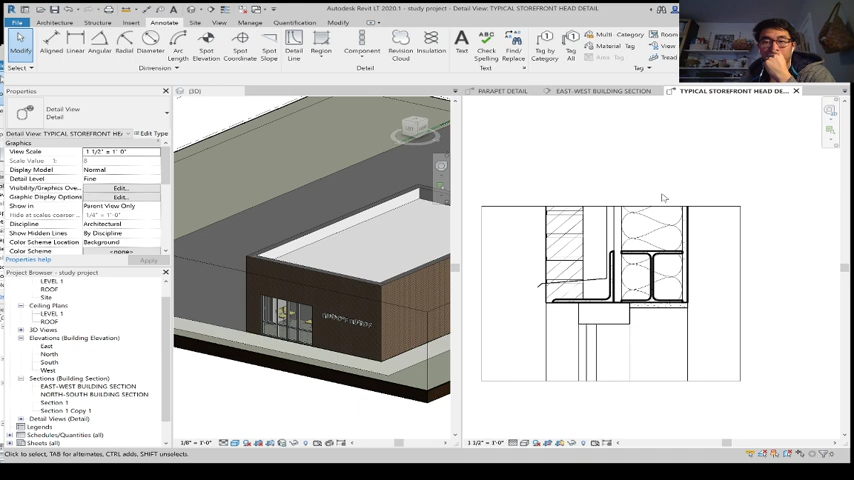 Autodesk Revit LT 2020.1 - study project - Detail View: TYPICAL STOREFRONT HEAD DETAIL
File Architecture Structure Insert Annotate View Manage Quantification Modify
Modify Aligned Linear Angular Radial Diameter Arc Length Spot Elevation Spot Coordinate Spot Slope Detail Line Region Component Revision Cloud Insulation Text Check Spelling Find/ Replace Tag by Category Tag All Multi- Category Material Tag Area Tag Room View Tread
Select Dimension Detail Text Tag
Properties
(3D)
PARAPET DETAIL
EAST-WEST BUILDING SECTION
TYPICAL STOREFRONT HEAD DE...
Detail View
Detail
Detail View: TYPICAL STOREFRONT HEA
Edit Type
Graphics
View Scale 1 1/2" = 1'-0"
Scale Value 1: 8
Display Model Normal
Detail Level Fine
Visibility/Graphics Ove... Edit...
Graphic Display Options Edit...
Show in Parent View Only
Hide at scales coarser ... 1/4" = 1'-0"
Discipline Architectural
Show Hidden Lines By Discipline
Color Scheme Location Background
Color Scheme <none>
Properties help Apply
Project Browser - study project
LEVEL 1
ROOF
Site
Ceiling Plans
LEVEL 1
ROOF
3D Views
Elevations (Building Elevation)
East
North
South
West
Sections (Building Section)
EAST-WEST BUILDING SECTION
NORTH-SOUTH BUILDING SECTION
Section 1
Section 1 Copy 1
Detail Views (Detail)
Legends
Schedules/Quantities (all)
Sheets (all)
1/8" = 1'-0"
1 1/2" = 1'-0"
Click to select, TAB for alternates, CTRL adds, SHIFT unselects.